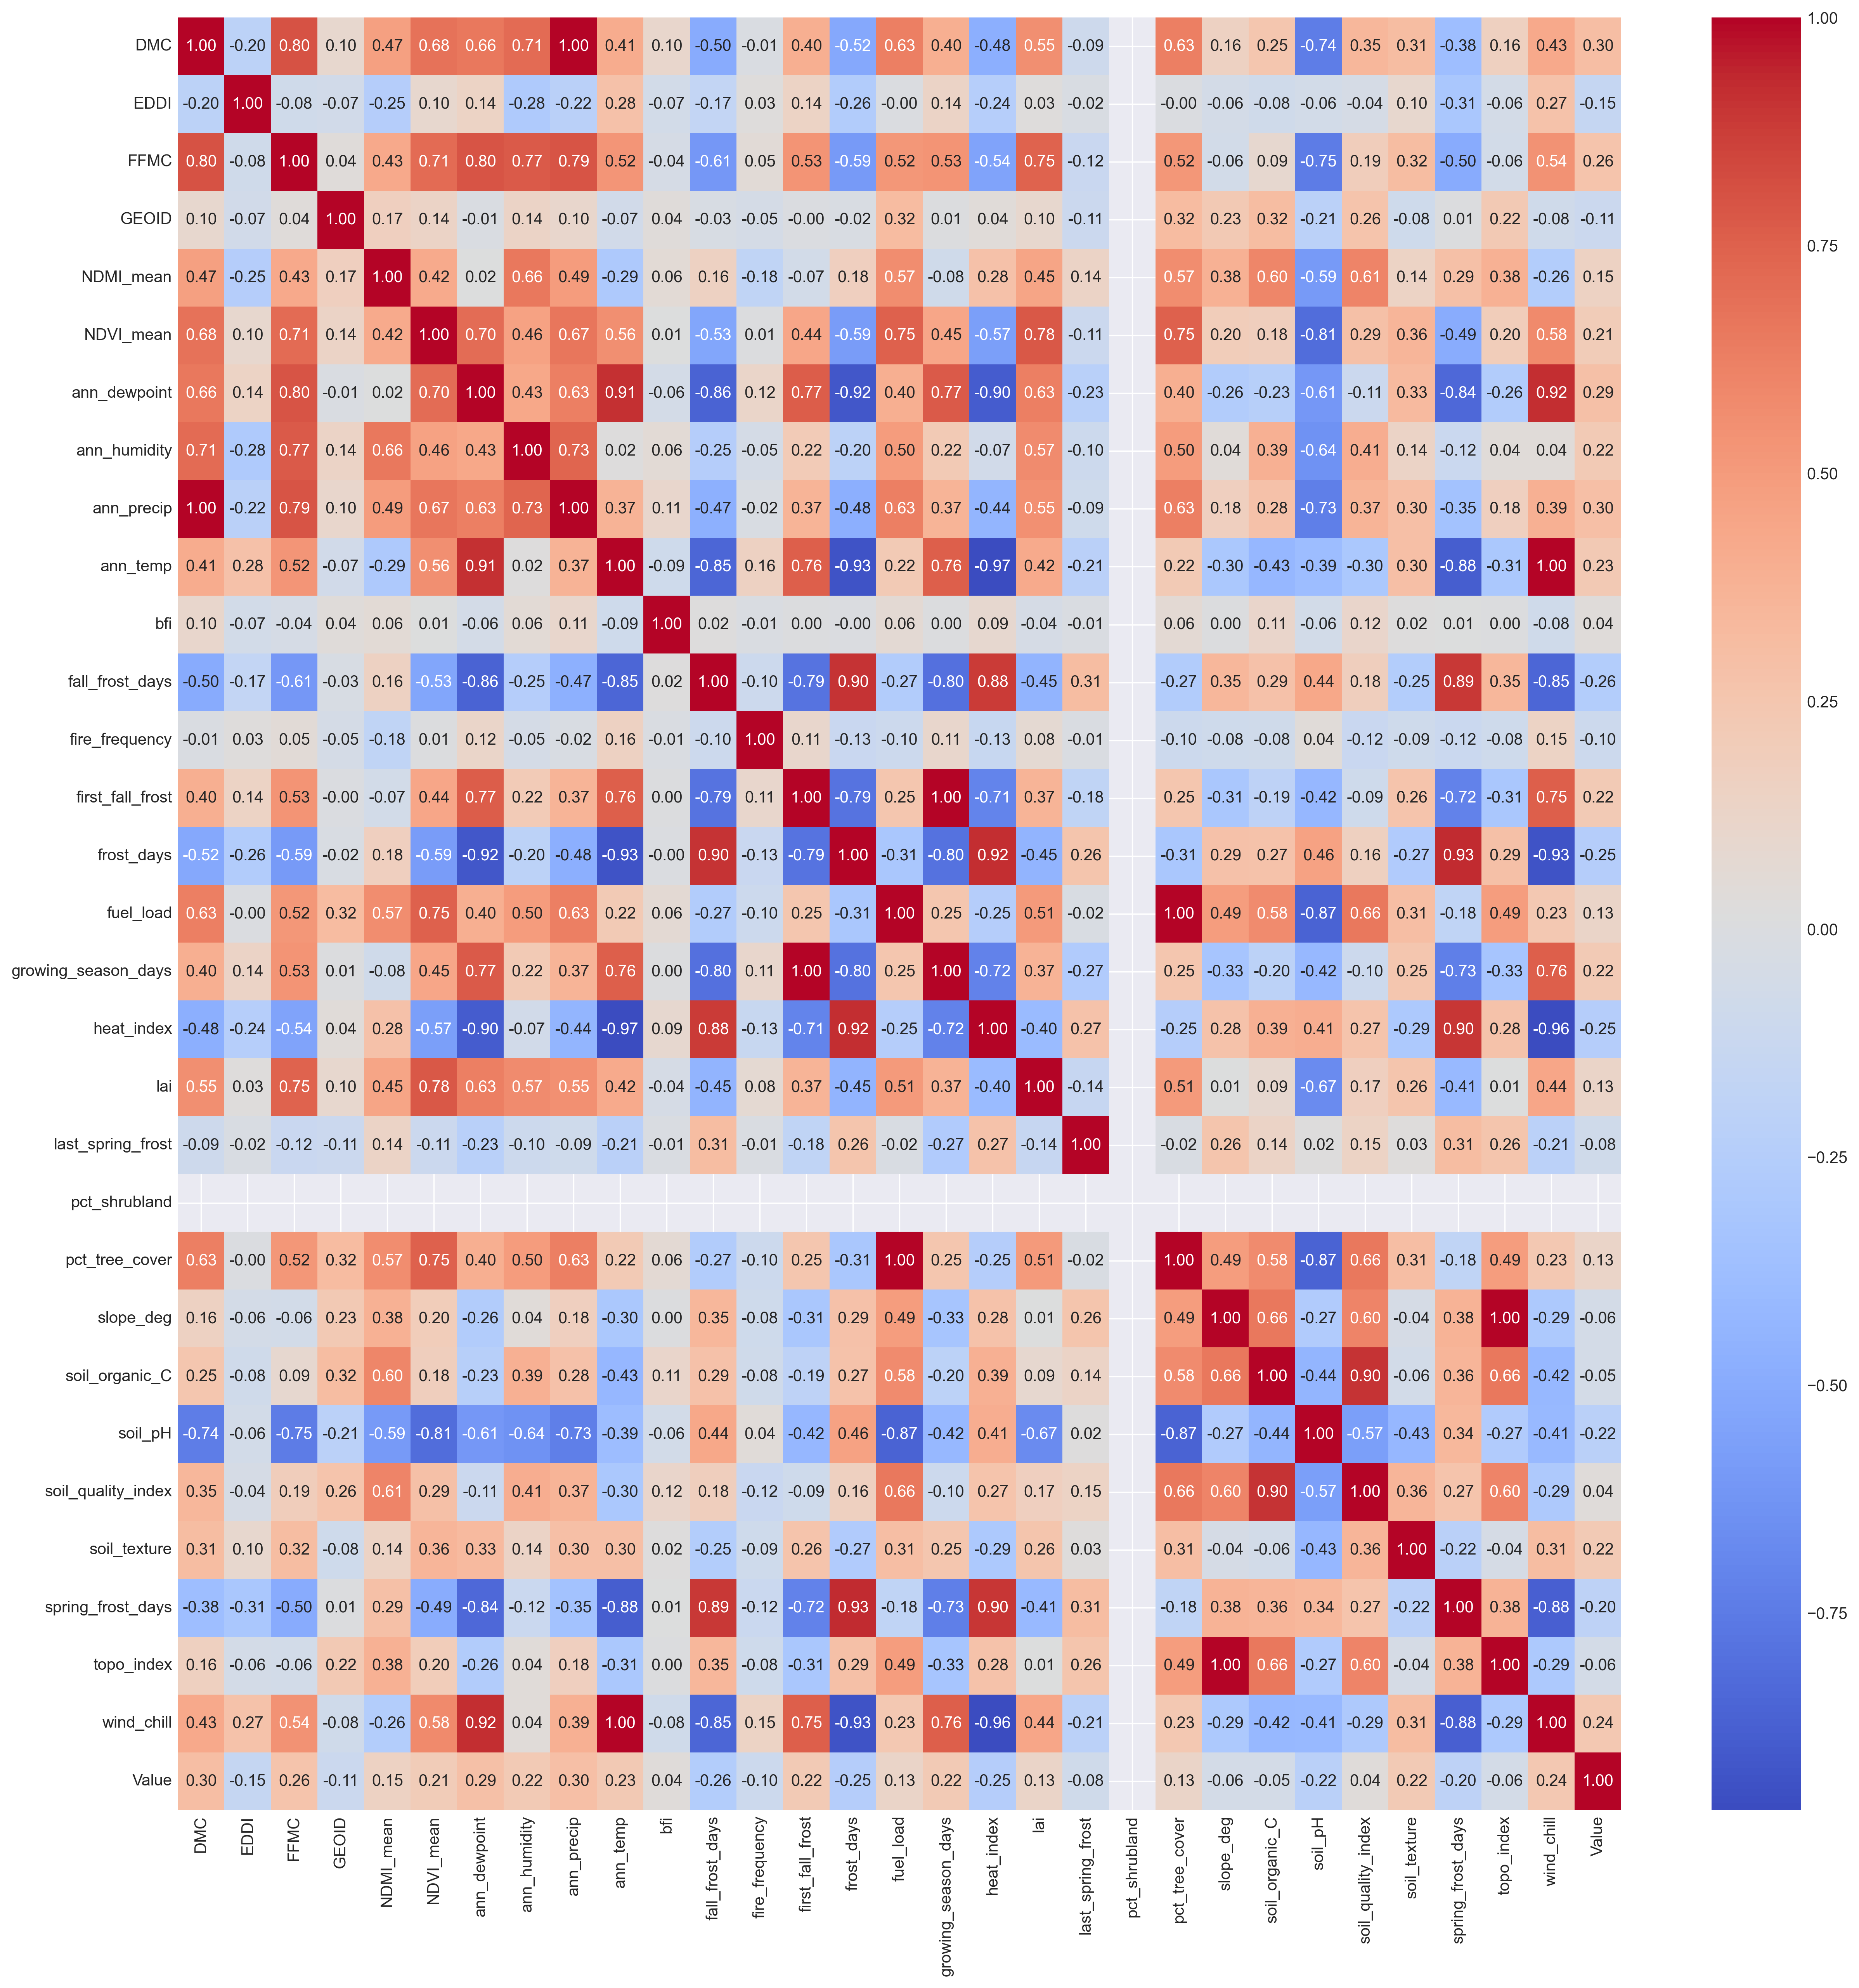 DMC 1.00 -0.20 0.80 0.10 0.47 0.68 0.66 0.71 1.00 0.41 0.10 -0.50 -0.01 0.40 -0.52 0.63 0.40 -0.48 0.55 -0.09 0.63 0.16 0.25 -0.74 0.35 0.31 -0.38 0.16 0.43 0.30
EDDI -0.20 1.00 -0.08 -0.07 -0.25 0.10 0.14 -0.28 -0.22 0.28 -0.07 -0.17 0.03 0.14 -0.26 -0.00 0.14 -0.24 0.03 -0.02 -0.00 -0.06 -0.08 -0.06 -0.04 0.10 -0.31 -0.06 0.27 -0.15
FFMC 0.80 -0.08 1.00 0.04 0.43 0.71 0.80 0.77 0.79 0.52 -0.04 -0.61 0.05 0.53 -0.59 0.52 0.53 -0.54 0.75 -0.12 0.52 -0.06 0.09 -0.75 0.19 0.32 -0.50 -0.06 0.54 0.26
GEOID 0.10 -0.07 0.04 1.00 0.17 0.14 -0.01 0.14 0.10 -0.07 0.04 -0.03 -0.05 -0.00 -0.02 0.32 0.01 0.04 0.10 -0.11 0.32 0.23 0.32 -0.21 0.26 -0.08 0.01 0.22 -0.08 -0.11
NDMI_mean 0.47 -0.25 0.43 0.17 1.00 0.42 0.02 0.66 0.49 -0.29 0.06 0.16 -0.18 -0.07 0.18 0.57 -0.08 0.28 0.45 0.14 0.57 0.38 0.60 -0.59 0.61 0.14 0.29 0.38 -0.26 0.15
NDVI_mean 0.68 0.10 0.71 0.14 0.42 1.00 0.70 0.46 0.67 0.56 0.01 -0.53 0.01 0.44 -0.59 0.75 0.45 -0.57 0.78 -0.11 0.75 0.20 0.18 -0.81 0.29 0.36 -0.49 0.20 0.58 0.21
ann_dewpoint 0.66 0.14 0.80 -0.01 0.02 0.70 1.00 0.43 0.63 0.91 -0.06 -0.86 0.12 0.77 -0.92 0.40 0.77 -0.90 0.63 -0.23 0.40 -0.26 -0.23 -0.61 -0.11 0.33 -0.84 -0.26 0.92 0.29
ann_humidity 0.71 -0.28 0.77 0.14 0.66 0.46 0.43 1.00 0.73 0.02 0.06 -0.25 -0.05 0.22 -0.20 0.50 0.22 -0.07 0.57 -0.10 0.50 0.04 0.39 -0.64 0.41 0.14 -0.12 0.04 0.04 0.22
ann_precip 1.00 -0.22 0.79 0.10 0.49 0.67 0.63 0.73 1.00 0.37 0.11 -0.47 -0.02 0.37 -0.48 0.63 0.37 -0.44 0.55 -0.09 0.63 0.18 0.28 -0.73 0.37 0.30 -0.35 0.18 0.39 0.30
ann_temp 0.41 0.28 0.52 -0.07 -0.29 0.56 0.91 0.02 0.37 1.00 -0.09 -0.85 0.16 0.76 -0.93 0.22 0.76 -0.97 0.42 -0.21 0.22 -0.30 -0.43 -0.39 -0.30 0.30 -0.88 -0.31 1.00 0.23
bfi 0.10 -0.07 -0.04 0.04 0.06 0.01 -0.06 0.06 0.11 -0.09 1.00 0.02 -0.01 0.00 -0.00 0.06 0.00 0.09 -0.04 -0.01 0.06 0.00 0.11 -0.06 0.12 0.02 0.01 0.00 -0.08 0.04
fall_frost_days -0.50 -0.17 -0.61 -0.03 0.16 -0.53 -0.86 -0.25 -0.47 -0.85 0.02 1.00 -0.10 -0.79 0.90 -0.27 -0.80 0.88 -0.45 0.31 -0.27 0.35 0.29 0.44 0.18 -0.25 0.89 0.35 -0.85 -0.26
fire_frequency -0.01 0.03 0.05 -0.05 -0.18 0.01 0.12 -0.05 -0.02 0.16 -0.01 -0.10 1.00 0.11 -0.13 -0.10 0.11 -0.13 0.08 -0.01 -0.10 -0.08 -0.08 0.04 -0.12 -0.09 -0.12 -0.08 0.15 -0.10
first_fall_frost 0.40 0.14 0.53 -0.00 -0.07 0.44 0.77 0.22 0.37 0.76 0.00 -0.79 0.11 1.00 -0.79 0.25 1.00 -0.71 0.37 -0.18 0.25 -0.31 -0.19 -0.42 -0.09 0.26 -0.72 -0.31 0.75 0.22
frost_days -0.52 -0.26 -0.59 -0.02 0.18 -0.59 -0.92 -0.20 -0.48 -0.93 -0.00 0.90 -0.13 -0.79 1.00 -0.31 -0.80 0.92 -0.45 0.26 -0.31 0.29 0.27 0.46 0.16 -0.27 0.93 0.29 -0.93 -0.25
fuel_load 0.63 -0.00 0.52 0.32 0.57 0.75 0.40 0.50 0.63 0.22 0.06 -0.27 -0.10 0.25 -0.31 1.00 0.25 -0.25 0.51 -0.02 1.00 0.49 0.58 -0.87 0.66 0.31 -0.18 0.49 0.23 0.13
growing_season_days 0.40 0.14 0.53 0.01 -0.08 0.45 0.77 0.22 0.37 0.76 0.00 -0.80 0.11 1.00 -0.80 0.25 1.00 -0.72 0.37 -0.27 0.25 -0.33 -0.20 -0.42 -0.10 0.25 -0.73 -0.33 0.76 0.22
heat_index -0.48 -0.24 -0.54 0.04 0.28 -0.57 -0.90 -0.07 -0.44 -0.97 0.09 0.88 -0.13 -0.71 0.92 -0.25 -0.72 1.00 -0.40 0.27 -0.25 0.28 0.39 0.41 0.27 -0.29 0.90 0.28 -0.96 -0.25
lai 0.55 0.03 0.75 0.10 0.45 0.78 0.63 0.57 0.55 0.42 -0.04 -0.45 0.08 0.37 -0.45 0.51 0.37 -0.40 1.00 -0.14 0.51 0.01 0.09 -0.67 0.17 0.26 -0.41 0.01 0.44 0.13
last_spring_frost -0.09 -0.02 -0.12 -0.11 0.14 -0.11 -0.23 -0.10 -0.09 -0.21 -0.01 0.31 -0.01 -0.18 0.26 -0.02 -0.27 0.27 -0.14 1.00 -0.02 0.26 0.14 0.02 0.15 0.03 0.31 0.26 -0.21 -0.08
pct_shrubland
pct_tree_cover 0.63 -0.00 0.52 0.32 0.57 0.75 0.40 0.50 0.63 0.22 0.06 -0.27 -0.10 0.25 -0.31 1.00 0.25 -0.25 0.51 -0.02 1.00 0.49 0.58 -0.87 0.66 0.31 -0.18 0.49 0.23 0.13
slope_deg 0.16 -0.06 -0.06 0.23 0.38 0.20 -0.26 0.04 0.18 -0.30 0.00 0.35 -0.08 -0.31 0.29 0.49 -0.33 0.28 0.01 0.26 0.49 1.00 0.66 -0.27 0.60 -0.04 0.38 1.00 -0.29 -0.06
soil_organic_C 0.25 -0.08 0.09 0.32 0.60 0.18 -0.23 0.39 0.28 -0.43 0.11 0.29 -0.08 -0.19 0.27 0.58 -0.20 0.39 0.09 0.14 0.58 0.66 1.00 -0.44 0.90 -0.06 0.36 0.66 -0.42 -0.05
soil_pH -0.74 -0.06 -0.75 -0.21 -0.59 -0.81 -0.61 -0.64 -0.73 -0.39 -0.06 0.44 0.04 -0.42 0.46 -0.87 -0.42 0.41 -0.67 0.02 -0.87 -0.27 -0.44 1.00 -0.57 -0.43 0.34 -0.27 -0.41 -0.22
soil_quality_index 0.35 -0.04 0.19 0.26 0.61 0.29 -0.11 0.41 0.37 -0.30 0.12 0.18 -0.12 -0.09 0.16 0.66 -0.10 0.27 0.17 0.15 0.66 0.60 0.90 -0.57 1.00 0.36 0.27 0.60 -0.29 0.04
soil_texture 0.31 0.10 0.32 -0.08 0.14 0.36 0.33 0.14 0.30 0.30 0.02 -0.25 -0.09 0.26 -0.27 0.31 0.25 -0.29 0.26 0.03 0.31 -0.04 -0.06 -0.43 0.36 1.00 -0.22 -0.04 0.31 0.22
spring_frost_days -0.38 -0.31 -0.50 0.01 0.29 -0.49 -0.84 -0.12 -0.35 -0.88 0.01 0.89 -0.12 -0.72 0.93 -0.18 -0.73 0.90 -0.41 0.31 -0.18 0.38 0.36 0.34 0.27 -0.22 1.00 0.38 -0.88 -0.20
topo_index 0.16 -0.06 -0.06 0.22 0.38 0.20 -0.26 0.04 0.18 -0.31 0.00 0.35 -0.08 -0.31 0.29 0.49 -0.33 0.28 0.01 0.26 0.49 1.00 0.66 -0.27 0.60 -0.04 0.38 1.00 -0.29 -0.06
wind_chill 0.43 0.27 0.54 -0.08 -0.26 0.58 0.92 0.04 0.39 1.00 -0.08 -0.85 0.15 0.75 -0.93 0.23 0.76 -0.96 0.44 -0.21 0.23 -0.29 -0.42 -0.41 -0.29 0.31 -0.88 -0.29 1.00 0.24
Value 0.30 -0.15 0.26 -0.11 0.15 0.21 0.29 0.22 0.30 0.23 0.04 -0.26 -0.10 0.22 -0.25 0.13 0.22 -0.25 0.13 -0.08 0.13 -0.06 -0.05 -0.22 0.04 0.22 -0.20 -0.06 0.24 1.00
DMC
EDDI
FFMC
GEOID
NDMI_mean
NDVI_mean
ann_dewpoint
ann_humidity
ann_precip
ann_temp
bfi
fall_frost_days
fire_frequency
first_fall_frost
frost_days
fuel_load
growing_season_days
heat_index
lai
last_spring_frost
pct_shrubland
pct_tree_cover
slope_deg
soil_organic_C
soil_pH
soil_quality_index
soil_texture
spring_frost_days
topo_index
wind_chill
Value
1.00
0.75
0.50
0.25
0.00
−0.25
−0.50
−0.75